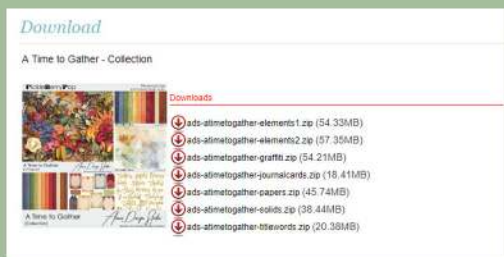 Download
A Time to Gather - Collection
PickleBerryPop
Downloads
ads-atimetogather-elements1.zip (54.33MB)
ads-atimetogather-elements2.zip (57.35MB)
ads-atimetogather-graffiti.zip (54.21MB)
ads-atimetogather-journalcards.zip (18.41MB)
ads-atimetogather-papers.zip (45.74MB)
ads-atimetogather-solids.zip (38.44MB)
ads-atimetogather-titlewords.zip (20.38MB)
A Time to Gather